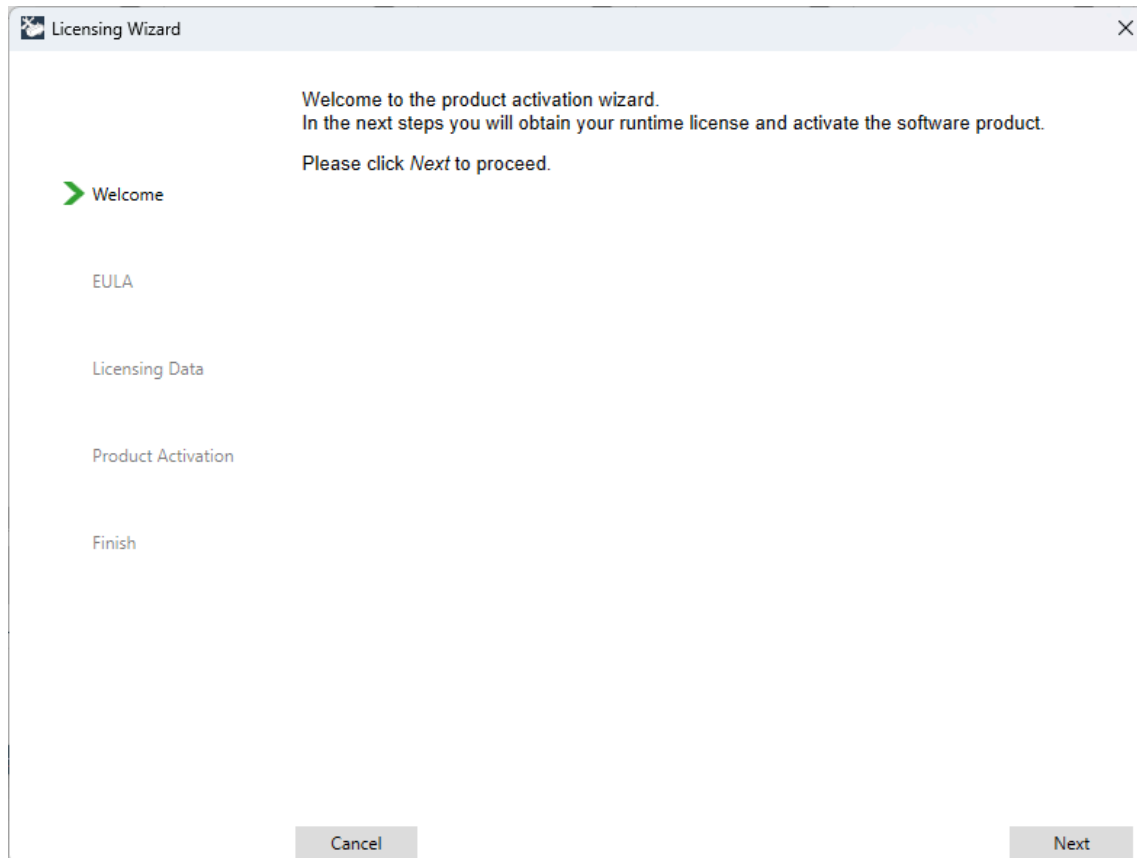 Licensing Wizard
Welcome to the product activation wizard.
In the next steps you will obtain your runtime license and activate the software product.
Please click Next to proceed.
Welcome
EULA
Licensing Data
Product Activation
Finish
Cancel
Next